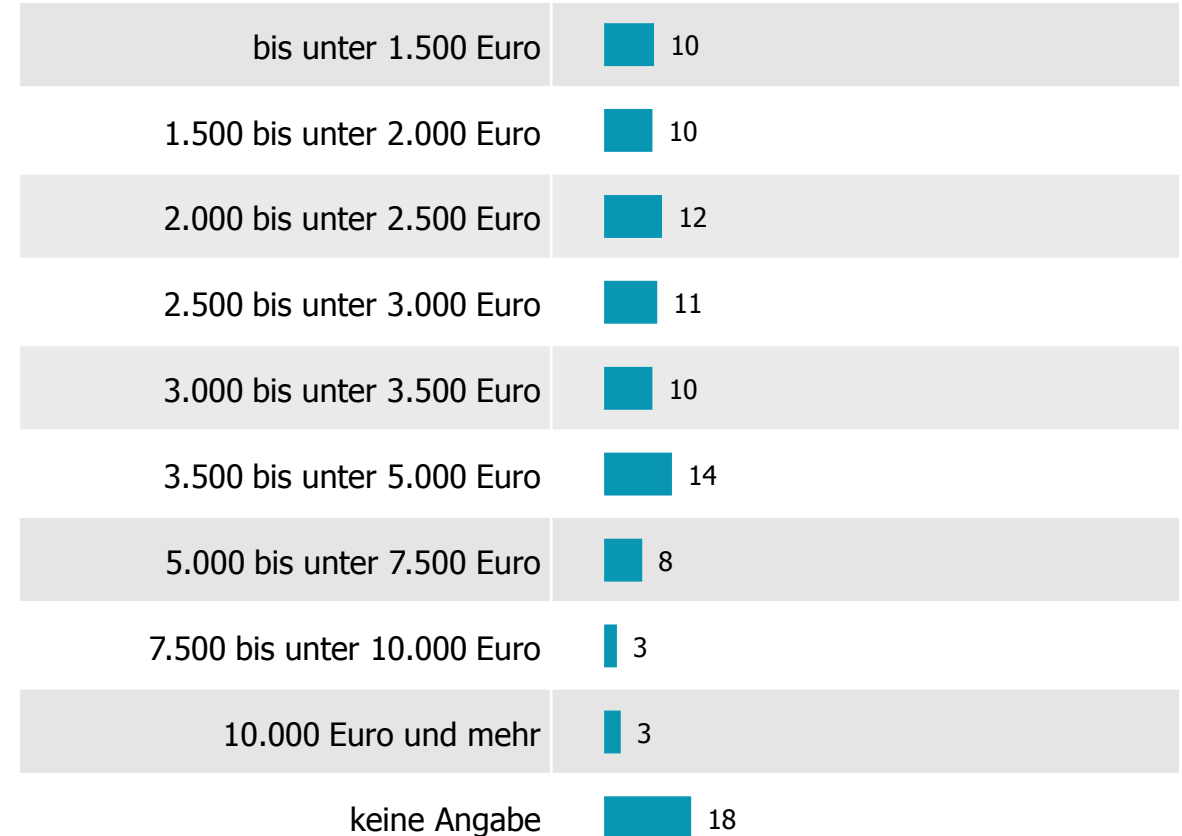 bis unter 1.500 Euro 10
1.500 bis unter 2.000 Euro 10
2.000 bis unter 2.500 Euro 12
2.500 bis unter 3.000 Euro 11
3.000 bis unter 3.500 Euro 10
3.500 bis unter 5.000 Euro 14
5.000 bis unter 7.500 Euro 8
7.500 bis unter 10.000 Euro 3
10.000 Euro und mehr 3
keine Angabe 18